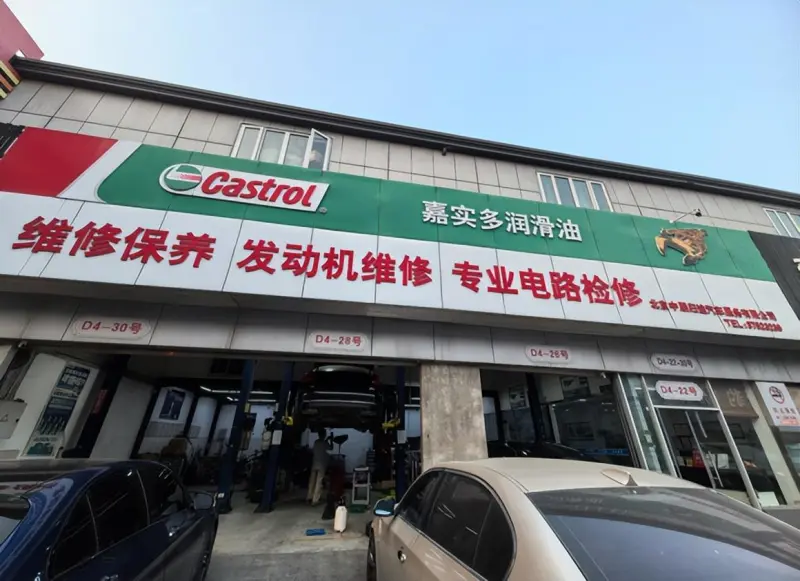 Castrol
嘉实多润滑油
维修保养 发动机维修 专业电路检修
D4-30号
D4-28号
D4-26号
D4-22-20号
D4-22号